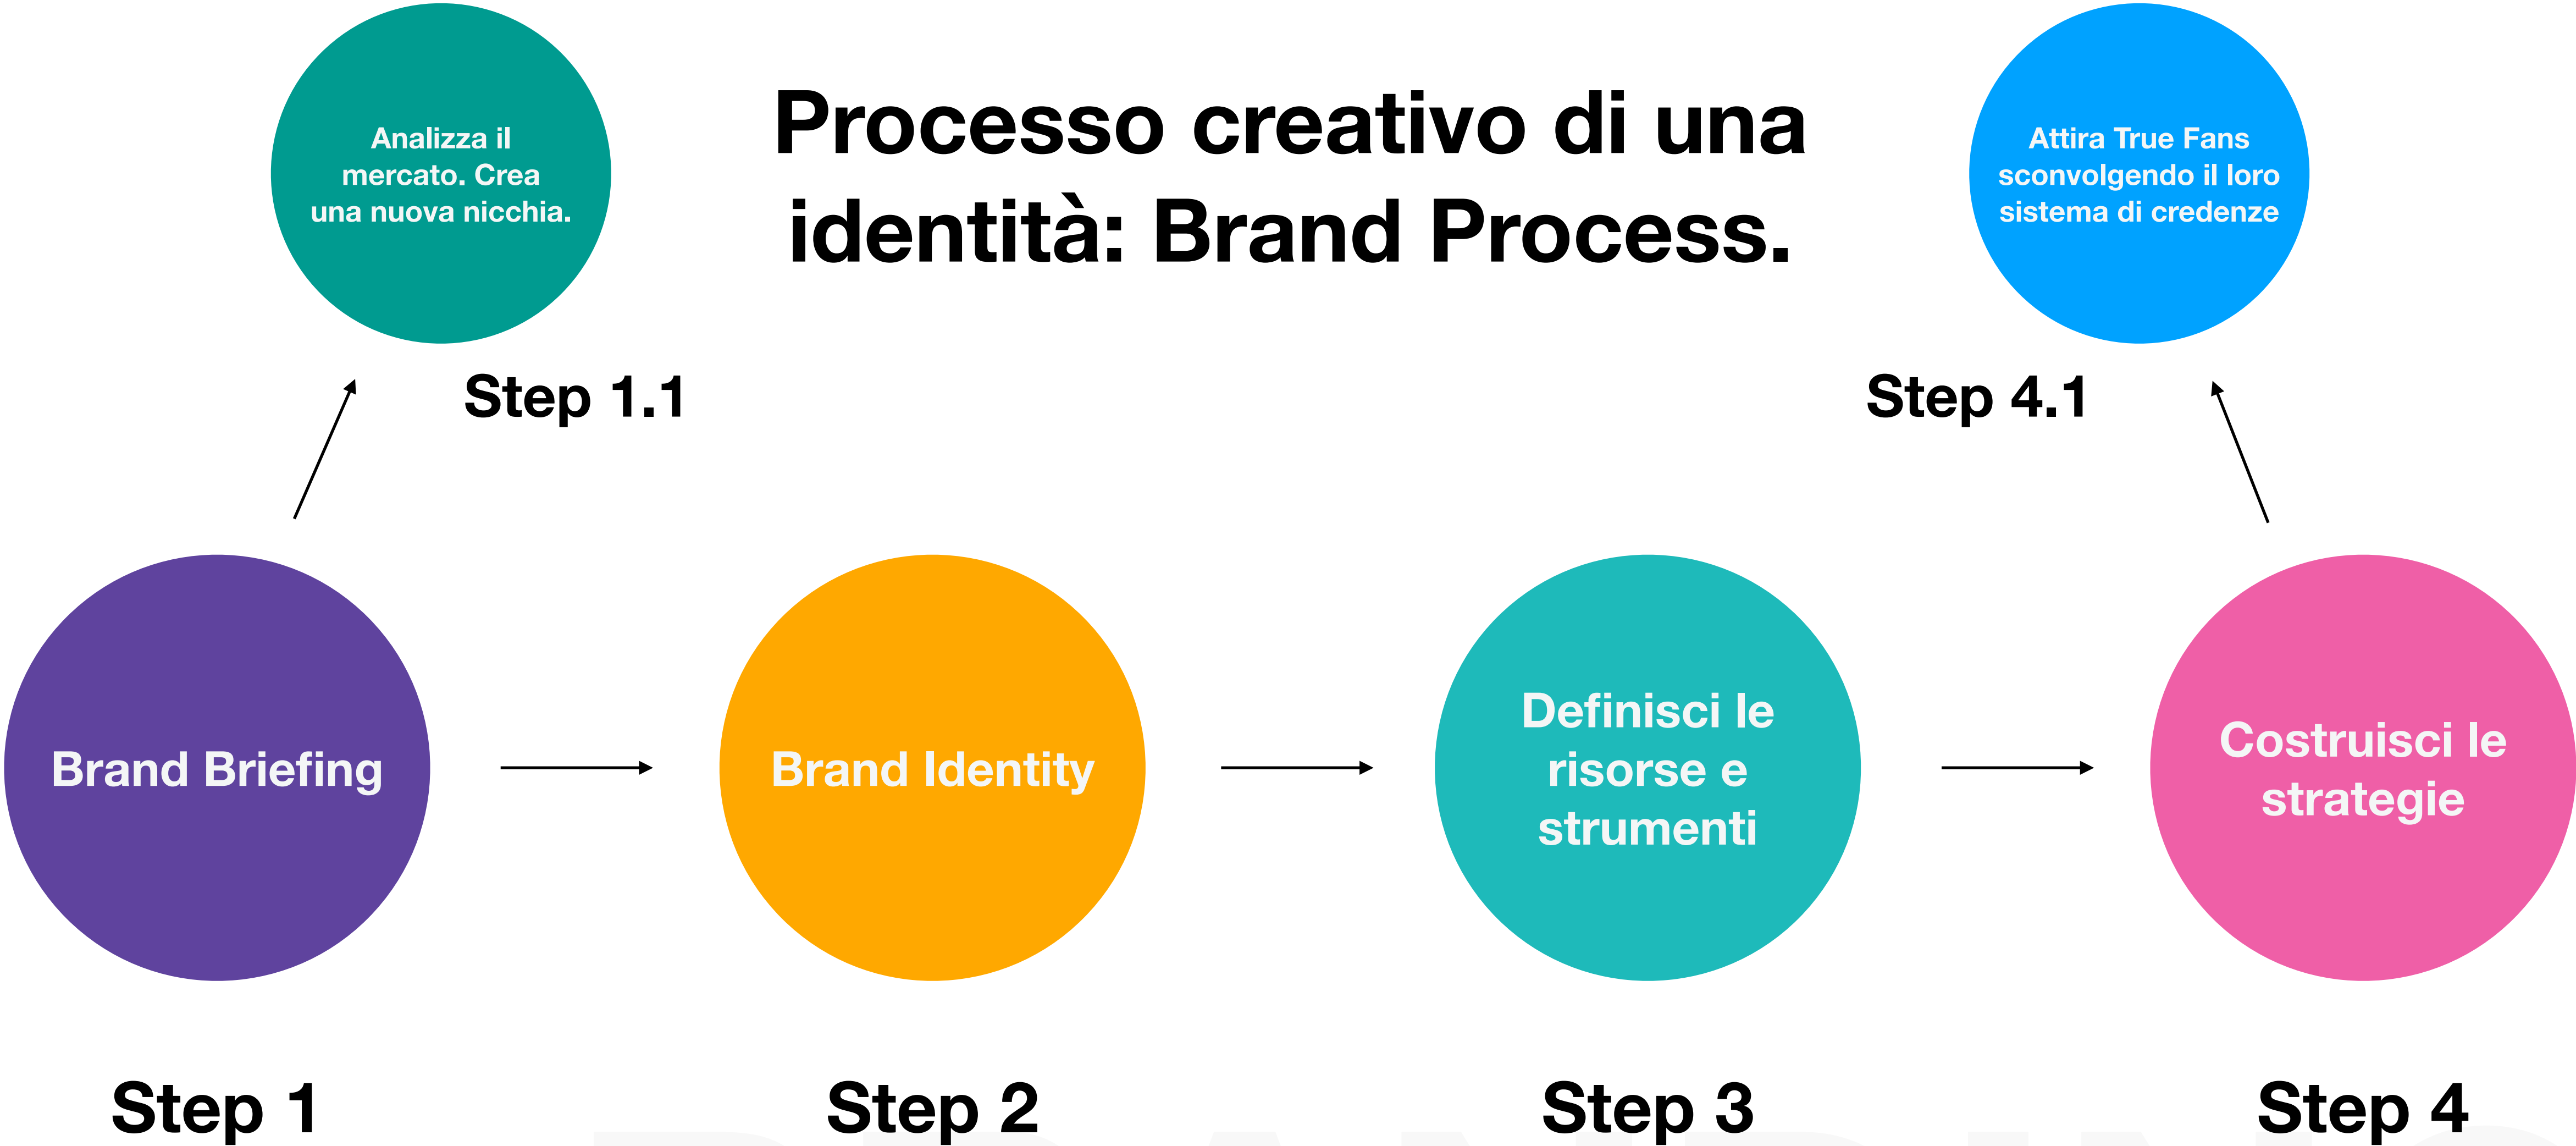 Processo creativo di una
identità: Brand Process.
Analizza il
mercato. Crea
una nuova nicchia.
Step 1.1
Attira True Fans
sconvolgendo il loro
sistema di credenze
Step 4.1
Brand Briefing
Step 1
Brand Identity
Step 2
Definisci le
risorse e
strumenti
Step 3
Costruisci le
strategie
Step 4